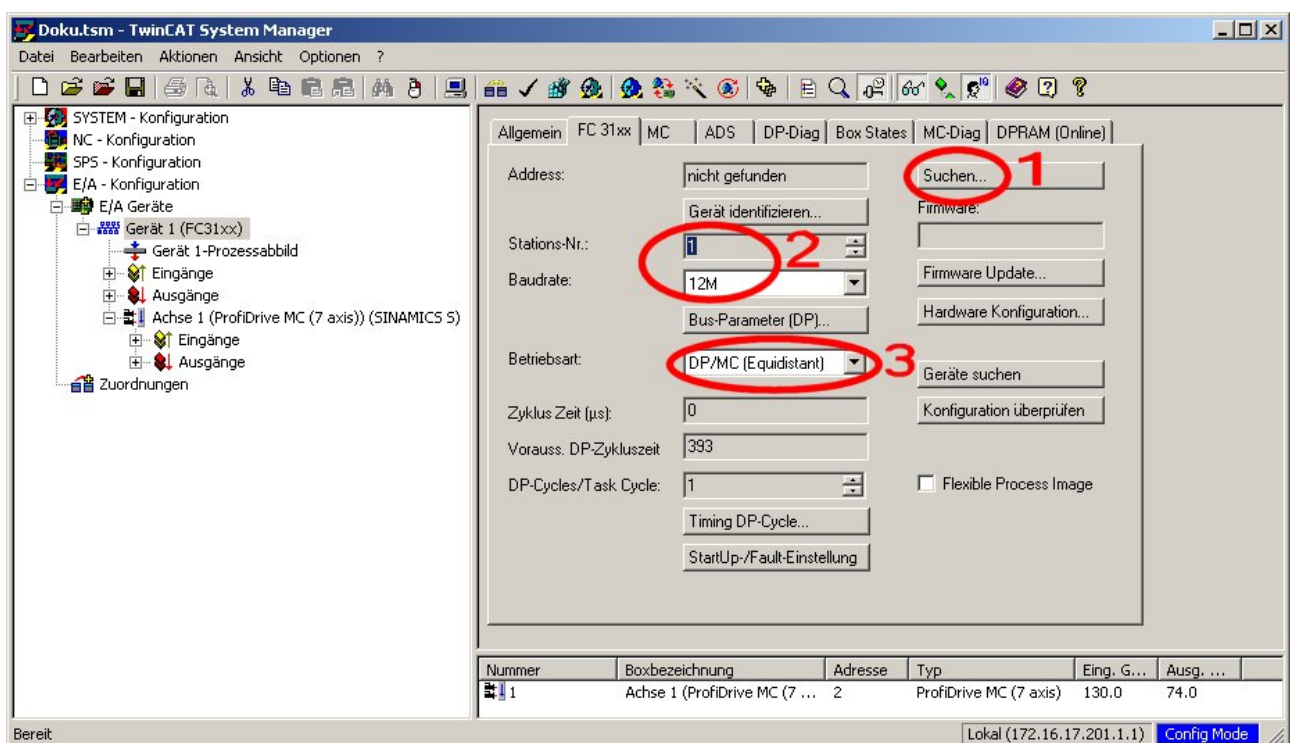 Doku.tsm - TwinCAT System Manager
Datei Bearbeiten Aktionen Ansicht Optionen ?
SYSTEM - Konfiguration
NC - Konfiguration
SPS - Konfiguration
E/A - Konfiguration
E/A Geräte
Gerät 1 (FC31xx)
Gerät 1-Prozessabbild
Eingänge
Ausgänge
Achse 1 (ProfiDrive MC (7 axis)) (SINAMICS S)
Eingänge
Ausgänge
Zuordnungen
Allgemein FC 31xx MC ADS DP-Diag Box States MC-Diag DPRAM (Online)
Address: nicht gefunden Suchen... 1
Gerät identifizieren... Firmware:
Stations-Nr.: 1 2
Baudrate: 12M Firmware Update...
Bus-Parameter (DP)... Hardware Konfiguration...
Betriebsart: DP/MC (Equidistant) 3 Geräte suchen
Zyklus Zeit (µs): 0 Konfiguration überprüfen
Vorauss. DP-Zykluszeit 393
DP-Cycles/Task Cycle: 1 Flexible Process Image
Timing DP-Cycle...
StartUp-/Fault-Einstellung
Nummer Boxbezeichnung Adresse Typ Eing. G... Ausg. ...
1 Achse 1 (ProfiDrive MC (7 ... 2 ProfiDrive MC (7 axis) 130.0 74.0
Bereit Lokal (172.16.17.201.1.1) Config Mode